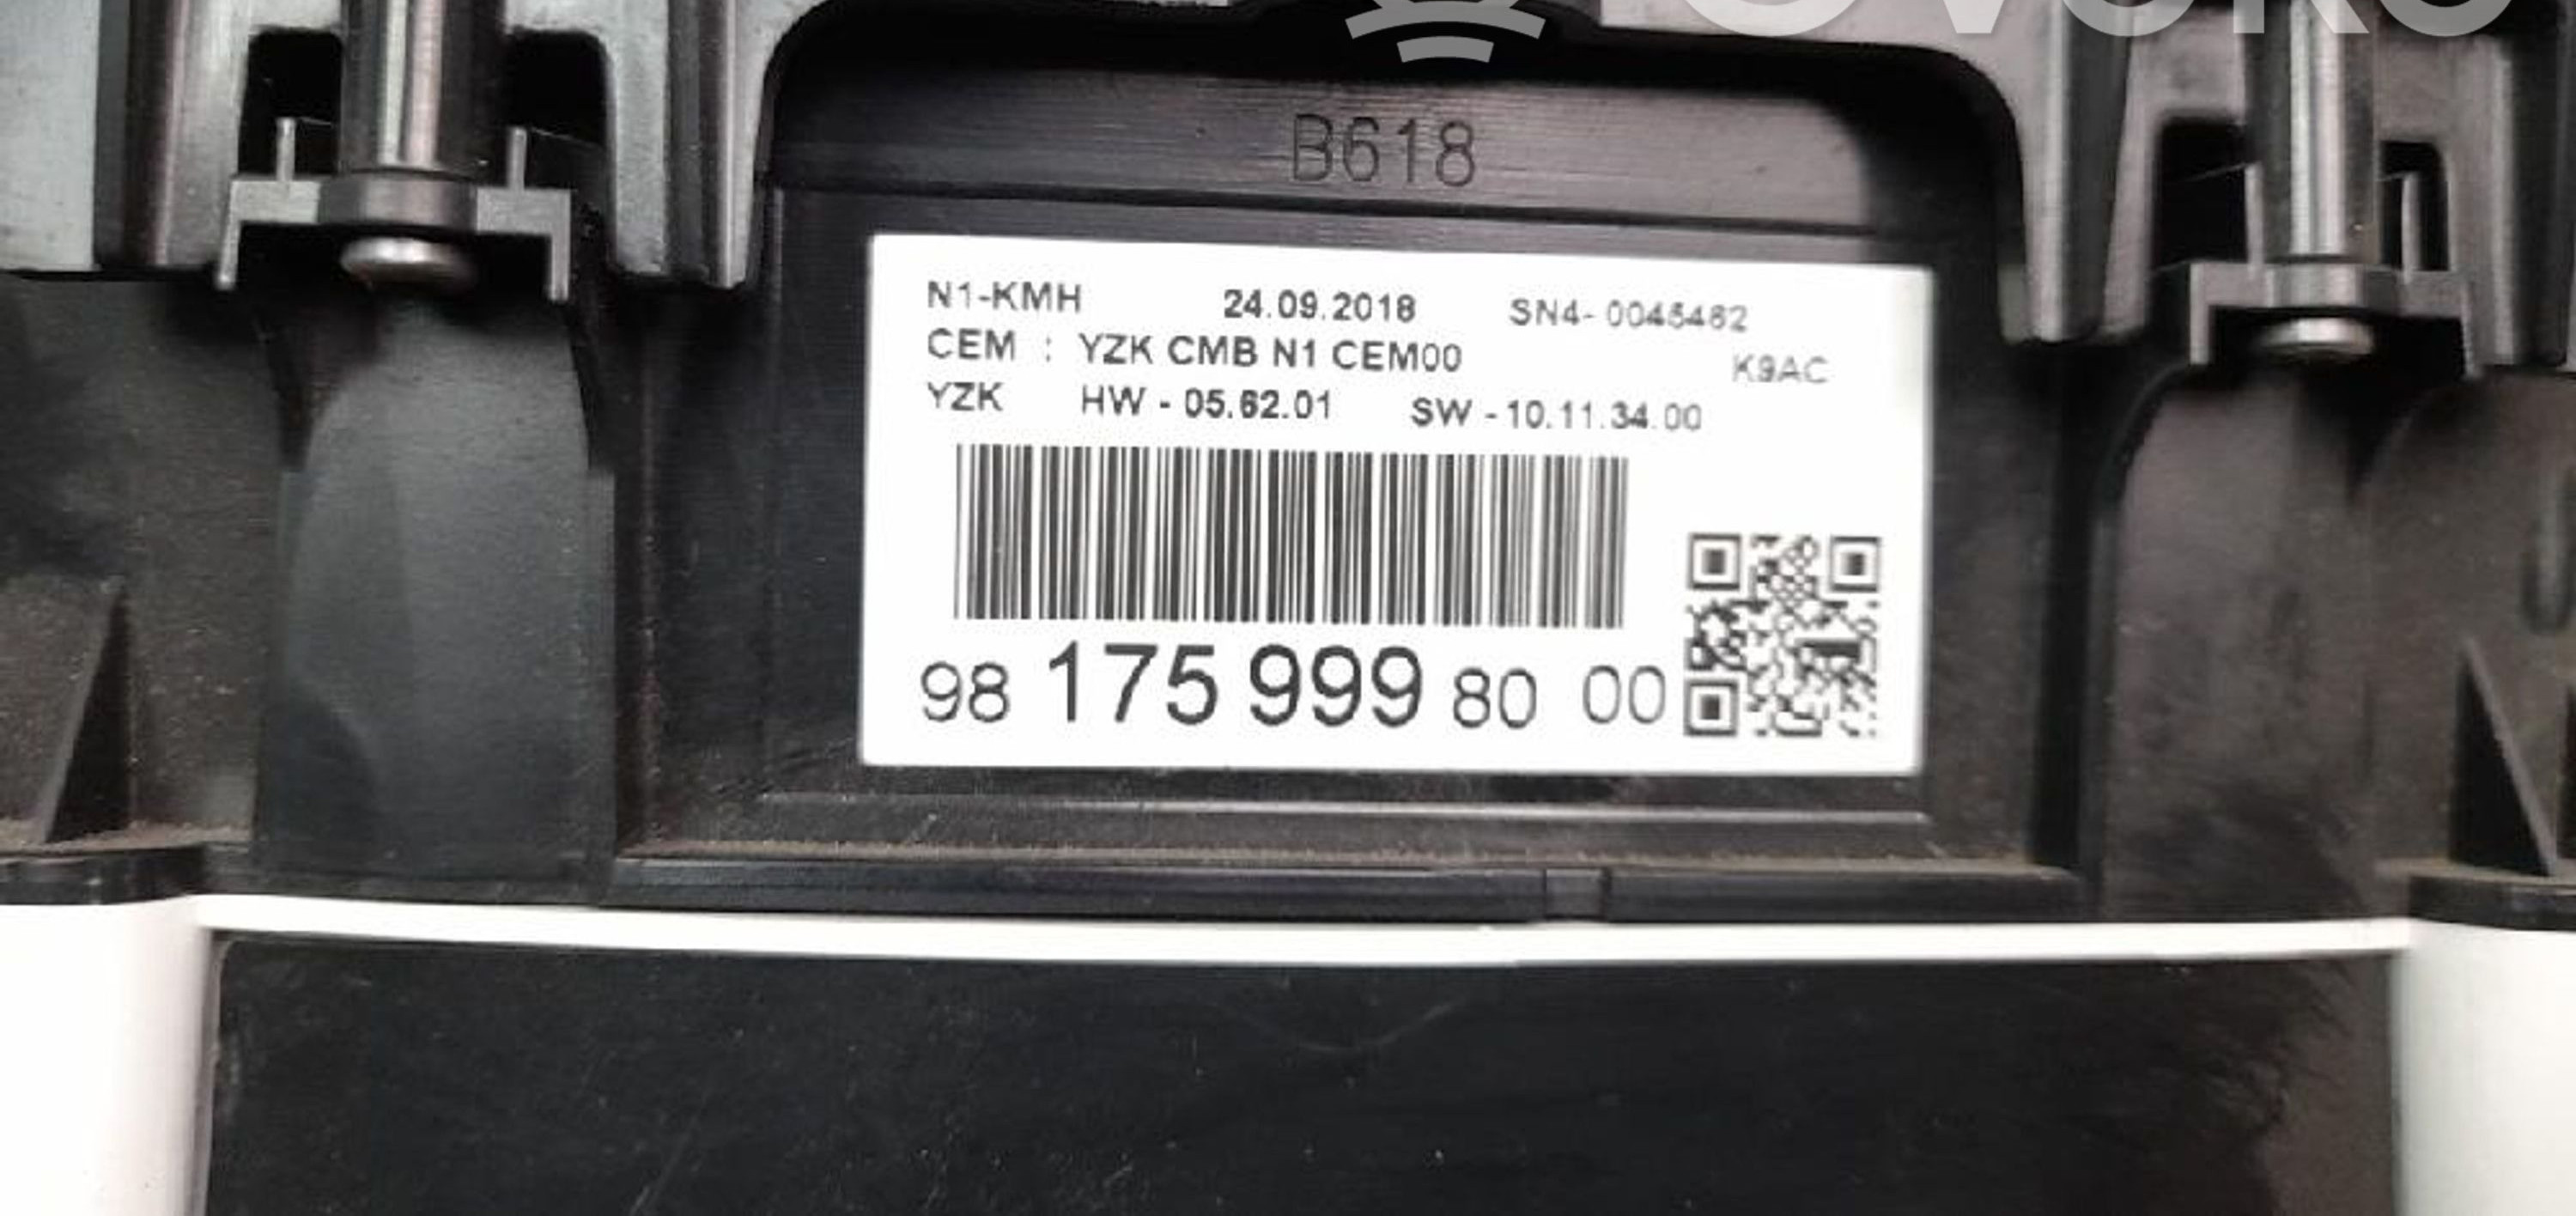 B618
N1-KMH 24.09.2018 SN4- 0045462
CEM : YZK CMB N1 CEM00 K9AC
YZK HW - 05.62.01 SW - 10.11.34.00
98 175 999 80 00